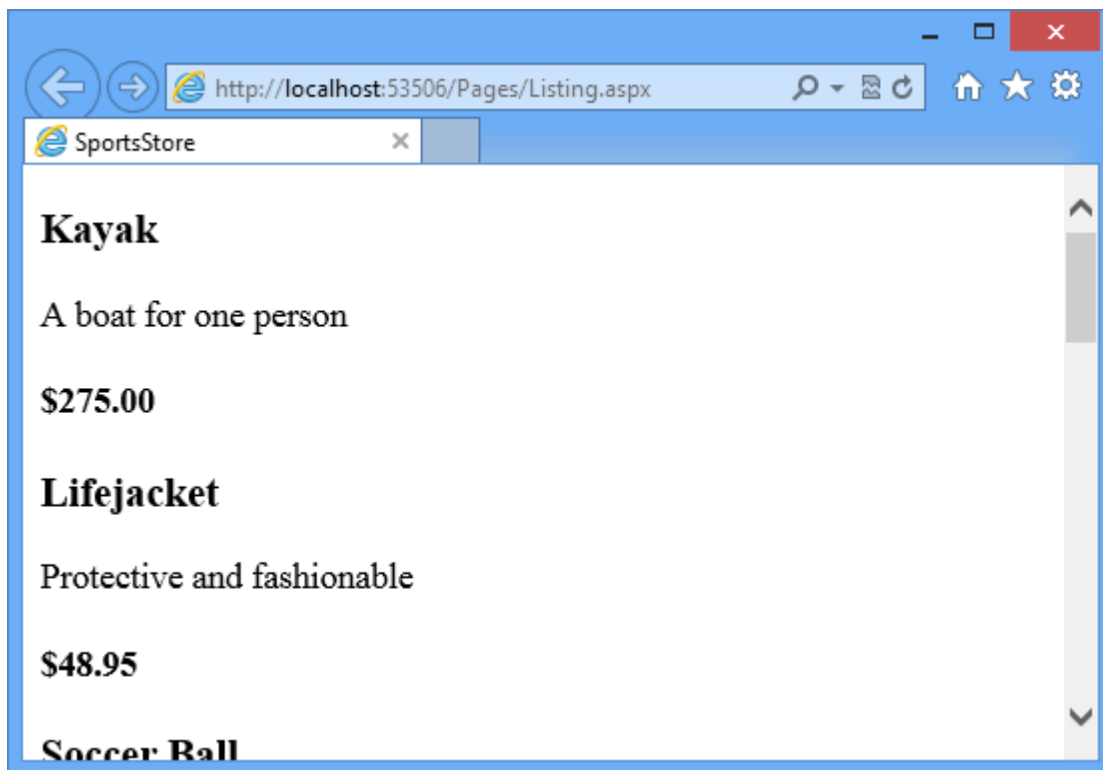 http://localhost:53506/Pages/Listing.aspx
SportsStore
Kayak
A boat for one person
$275.00
Lifejacket
Protective and fashionable
$48.95
Soccer Ball